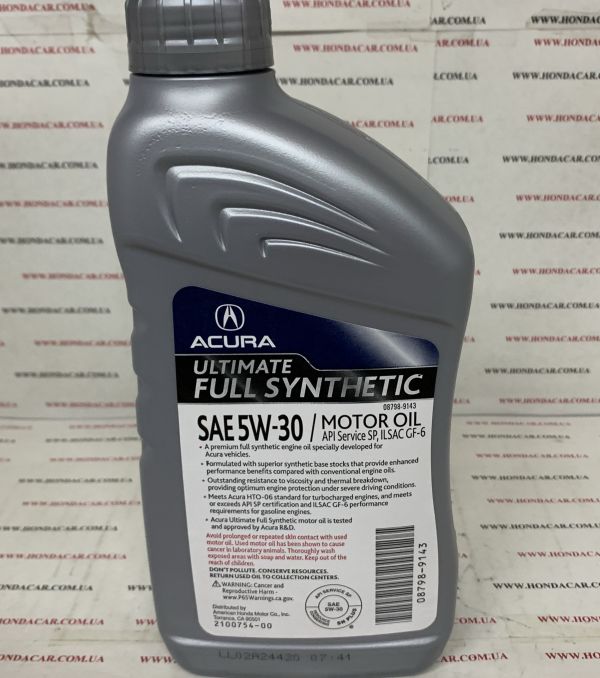 ACURA
ULTIMATE
FULL SYNTHETIC
08798-9143
SAE 5W-30 / MOTOR OIL
API Service SP, ILSAC GF-6
• A premium full synthetic engine oil specially developed for
Acura vehicles.
• Formulated with superior synthetic base stocks that provide enhanced
performance benefits compared with conventional engine oils.
• Outstanding resistance to viscosity and thermal breakdown,
providing optimum engine protection under severe driving conditions.
• Meets Acura HTO-06 standard for turbocharged engines, and meets
or exceeds API SP certification and ILSAC GF-6 performance
requirements for gasoline engines.
• Acura Ultimate Full Synthetic motor oil is tested
and approved by Acura R&D.
Avoid prolonged or repeated skin contact with used
motor oil. Used motor oil has been shown to cause
cancer in laboratory animals. Thoroughly wash
exposed areas with soap and water. Keep out of the
reach of children.
DON'T POLLUTE. CONSERVE RESOURCES.
RETURN USED OIL TO COLLECTION CENTERS.
WARNING: Cancer and
Reproductive Harm -
www.P65Warnings.ca.gov.
Distributed by
American Honda Motor Co., Inc.
Torrance, CA 90501
2100754-00
API SERVICE SP
SAE
5W-30
SN PLUS
08798-9143
07:41
WWW.HONDACAR.COM.UA